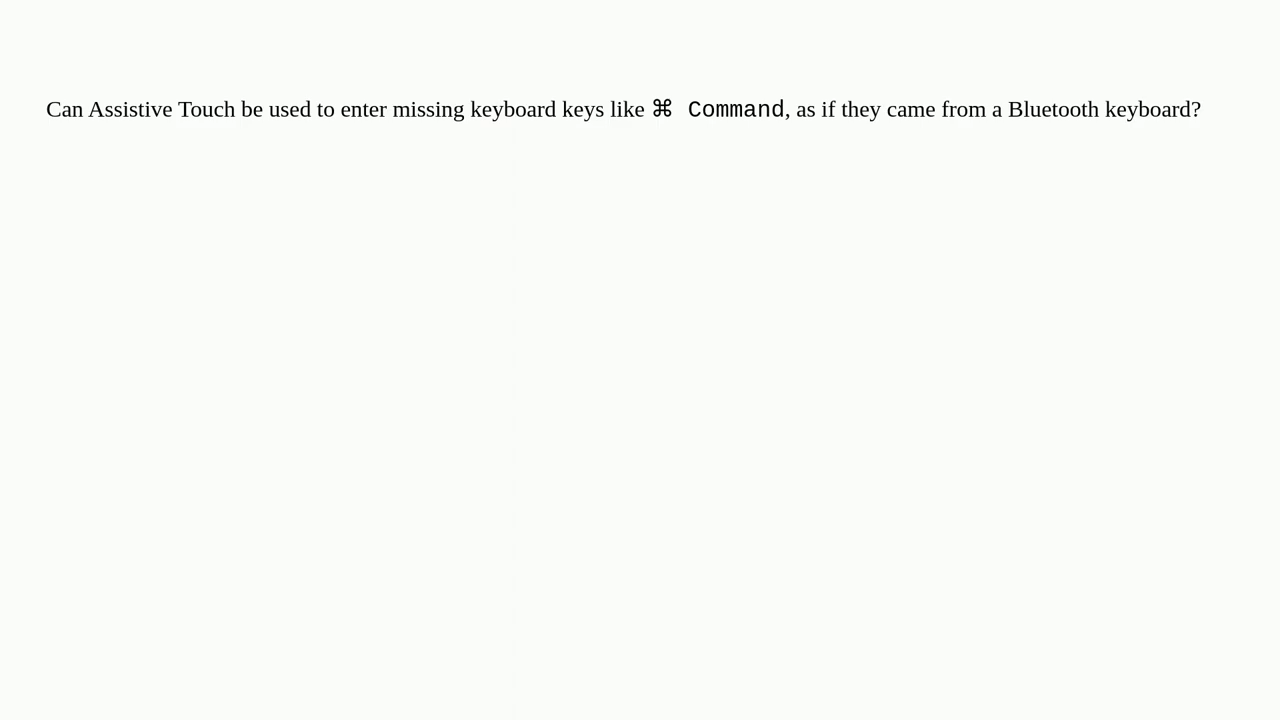 Can Assistive Touch be used to enter missing keyboard keys like ⌘ Command, as if they came from a Bluetooth keyboard?